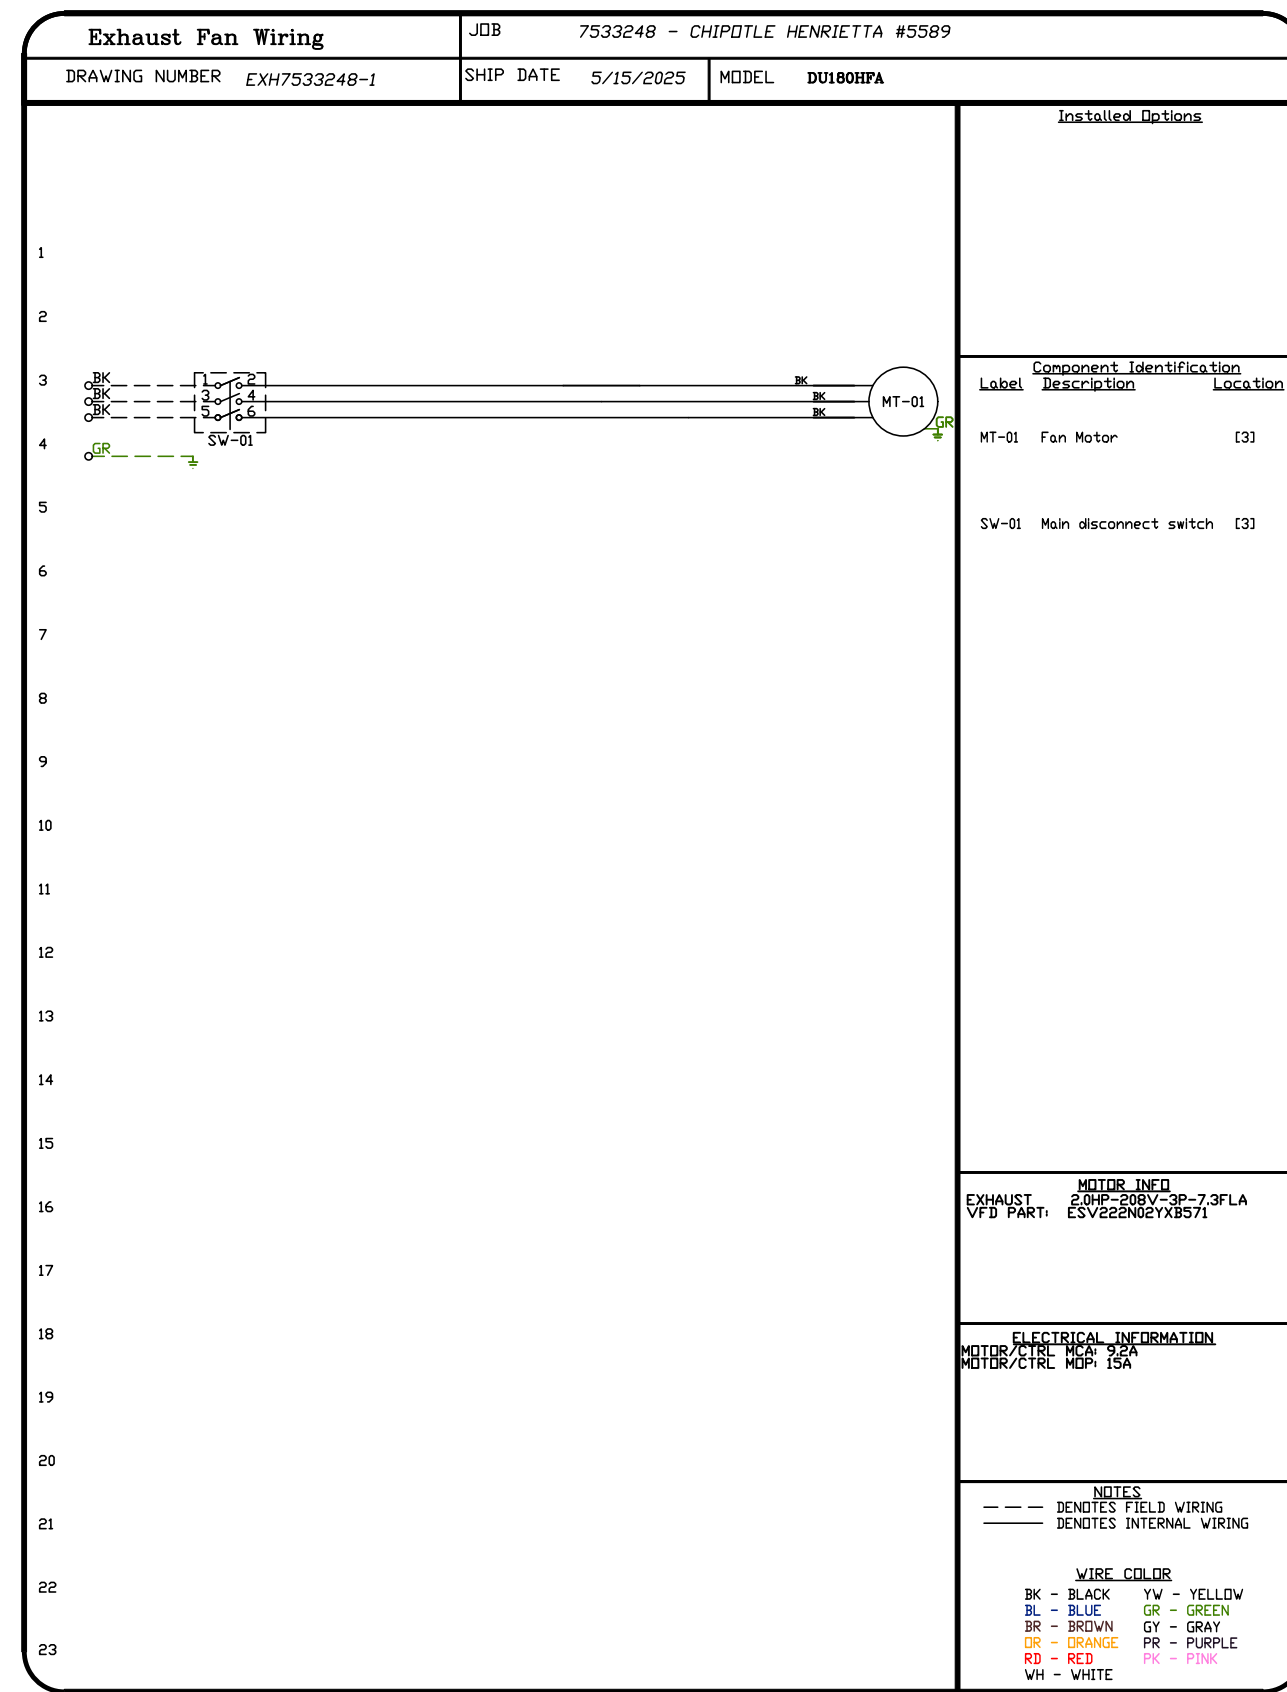 Exhaust Fan Wiring
JOB 7533248 - CHIPOTLE HENRIETTA #5589
DRAWING NUMBER EXH7533248-1
SHIP DATE 5/15/2025
MODEL DU180HFA
Installed Options
1
2
3
4
5
6
7
8
9
10
11
12
13
14
15
16
17
18
19
20
21
22
23
BK 1 2 BK
BK 3 4 BK
BK 5 6 BK
MT-01
GR
SW-01
GR
Component Identification
Label Description Location
MT-01 Fan Motor [3]
SW-01 Main disconnect switch [3]
MOTOR INFO
EXHAUST 2.0HP-208V-3P-7.3FLA
VFD PART: ESV222N02YXB571
ELECTRICAL INFORMATION
MOTOR/CTRL MCA: 9.2A
MOTOR/CTRL MOP: 15A
NOTES
DENOTES FIELD WIRING
DENOTES INTERNAL WIRING
WIRE COLOR
BK - BLACK YW - YELLOW
BL - BLUE GR - GREEN
BR - BROWN GY - GRAY
OR - ORANGE PR - PURPLE
RD - RED PK - PINK
WH - WHITE